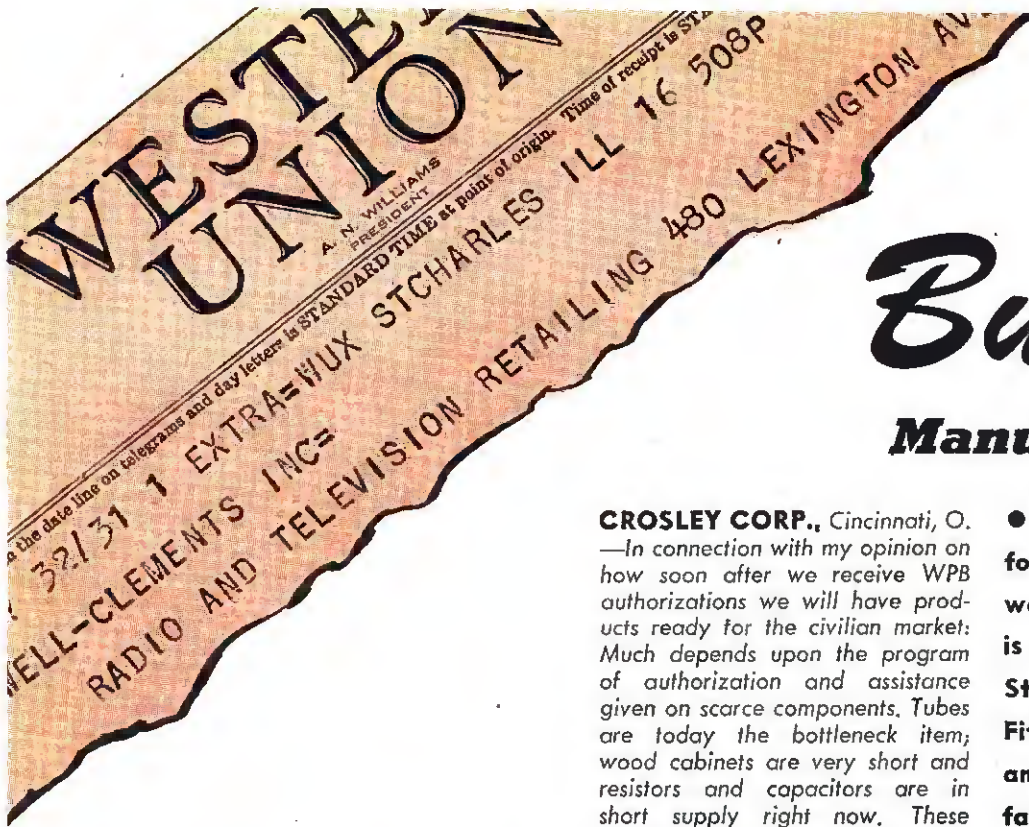 WESTE
UNION
A. N. WILLIAMS
PRESIDENT
the date line on telegrams and day letters is STANDARD TIME at point of origin. Time of receipt is STA
32/31 1 EXTRA=WUX STCHARLES ILL 16 508P
WELL-CLEMENTS INC=
RADIO AND TELEVISION RETAILING 480 LEXINGTON AV
Bu
Manu
CROSLEY CORP., Cincinnati, O.
—In connection with my opinion on
how soon after we receive WPB
authorizations we will have prod-
ucts ready for the civilian market:
Much depends upon the program
of authorization and assistance
given on scarce components. Tubes
are today the bottleneck item;
wood cabinets are very short and
resistors and capacitors are in
short supply right now. These
●
fo
we
is
St
Fi
an
fa